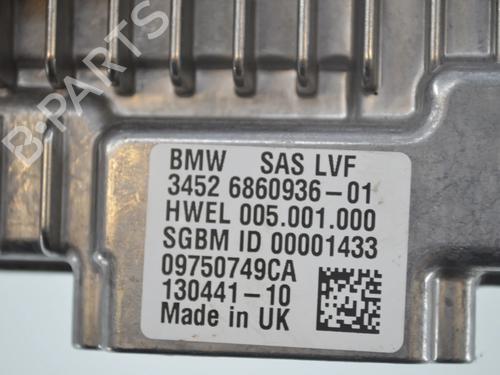 B-PARTS
BMW SAS LVF
3452 6860936-01
HWEL 005.001.000
SGBM ID 00001433
09750749CA
130441-10
Made in UK